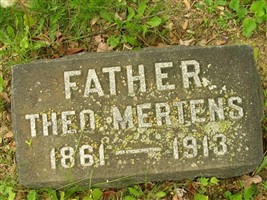 FATHER
THEO. MERTENS
1861 – 1913